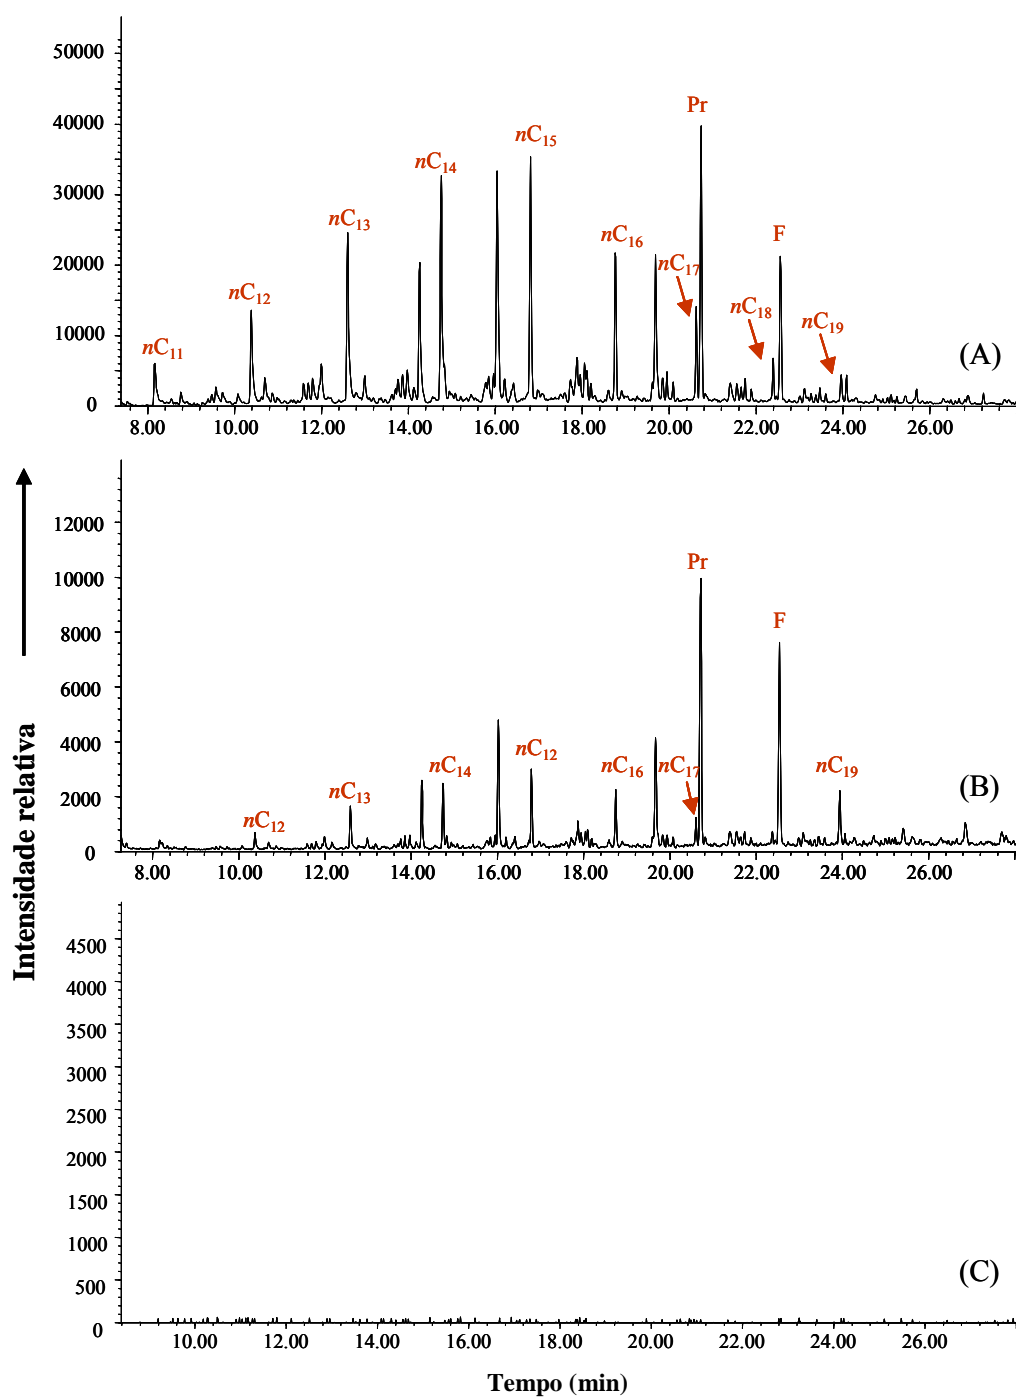 50000
40000
30000
20000
10000
0
nC11
nC12
nC13
nC14
nC15
nC16
nC17
Pr
nC18
F
nC19
(A)
8.00 10.00 12.00 14.00 16.00 18.00 20.00 22.00 24.00 26.00
12000
10000
8000
6000
4000
2000
0
nC12
nC13
nC14
nC12
nC16
nC17
Pr
F
nC19
(B)
8.00 10.00 12.00 14.00 16.00 18.00 20.00 22.00 24.00 26.00
Intensidade relativa
4500
4000
3500
3000
2500
2000
1500
1000
500
0
(C)
10.00 12.00 14.00 16.00 18.00 20.00 22.00 24.00 26.00
Tempo (min)